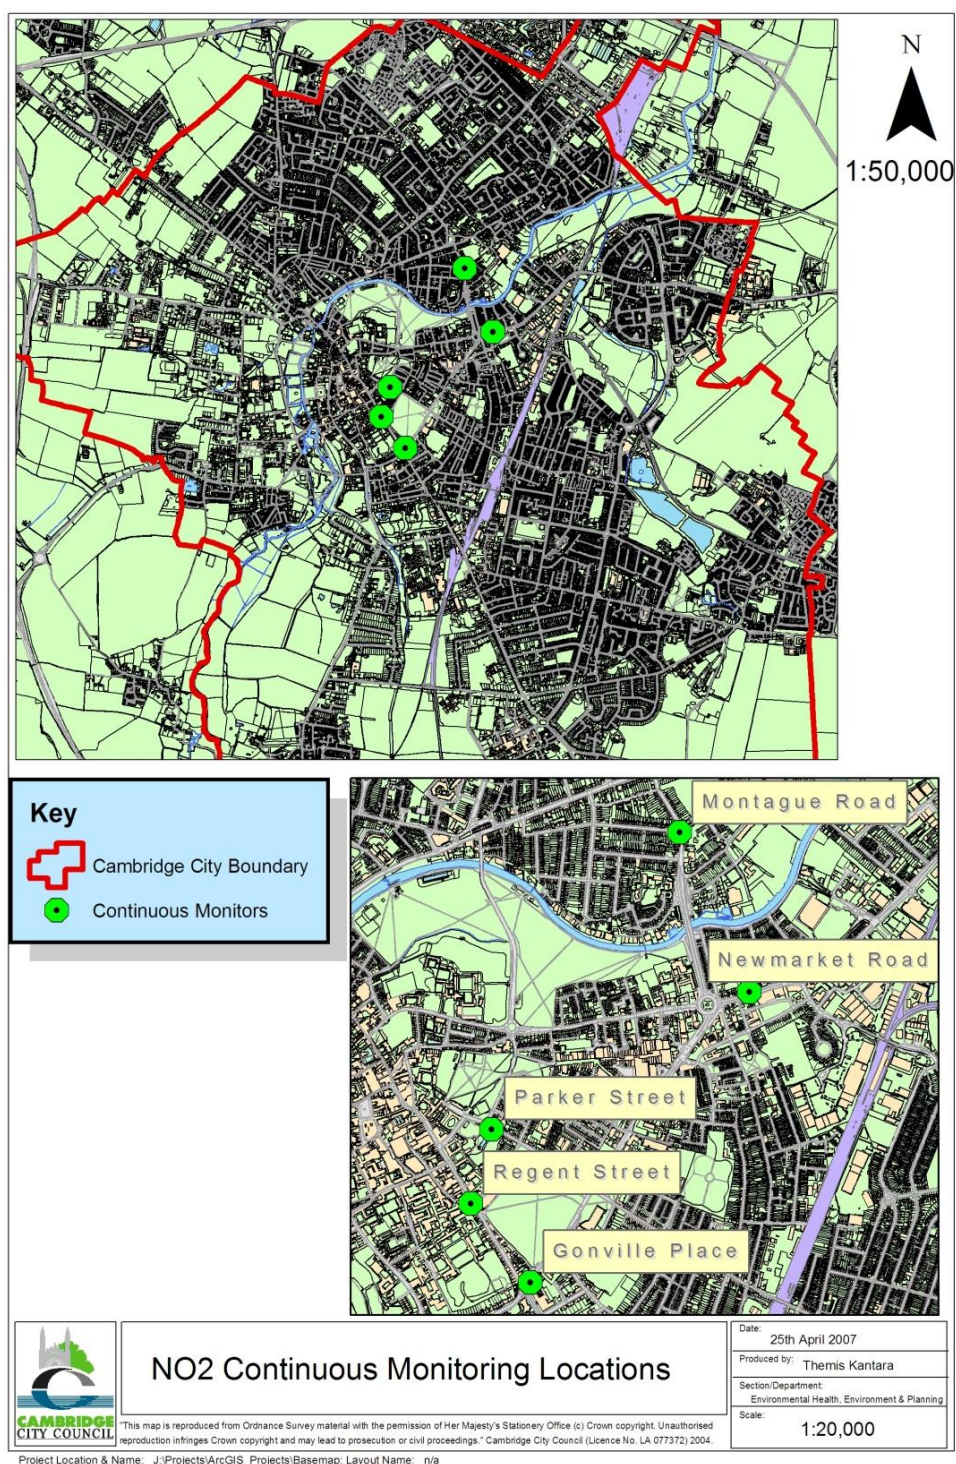 N
1:50,000
Key
Cambridge City Boundary
Continuous Monitors
Montague Road
Newmarket Road
Parker Street
Regent Street
Gonville Place
CAMBRIDGE
CITY COUNCIL
NO2 Continuous Monitoring Locations
"This map is reproduced from Ordnance Survey material with the permission of Her Majesty's Stationery Office (c) Crown copyright. Unauthorised
reproduction infringes Crown copyright and may lead to prosecution or civil proceedings." Cambridge City Council (Licence No. LA 077372) 2004.
Date:
25th April 2007
Produced by: Themis Kantara
Section/Department:
Environmental Health, Environment & Planning
Scale:
1:20,000
Project Location & Name: J:\Projects\ArcGIS_Projects\Basemap: Layout Name: n/a